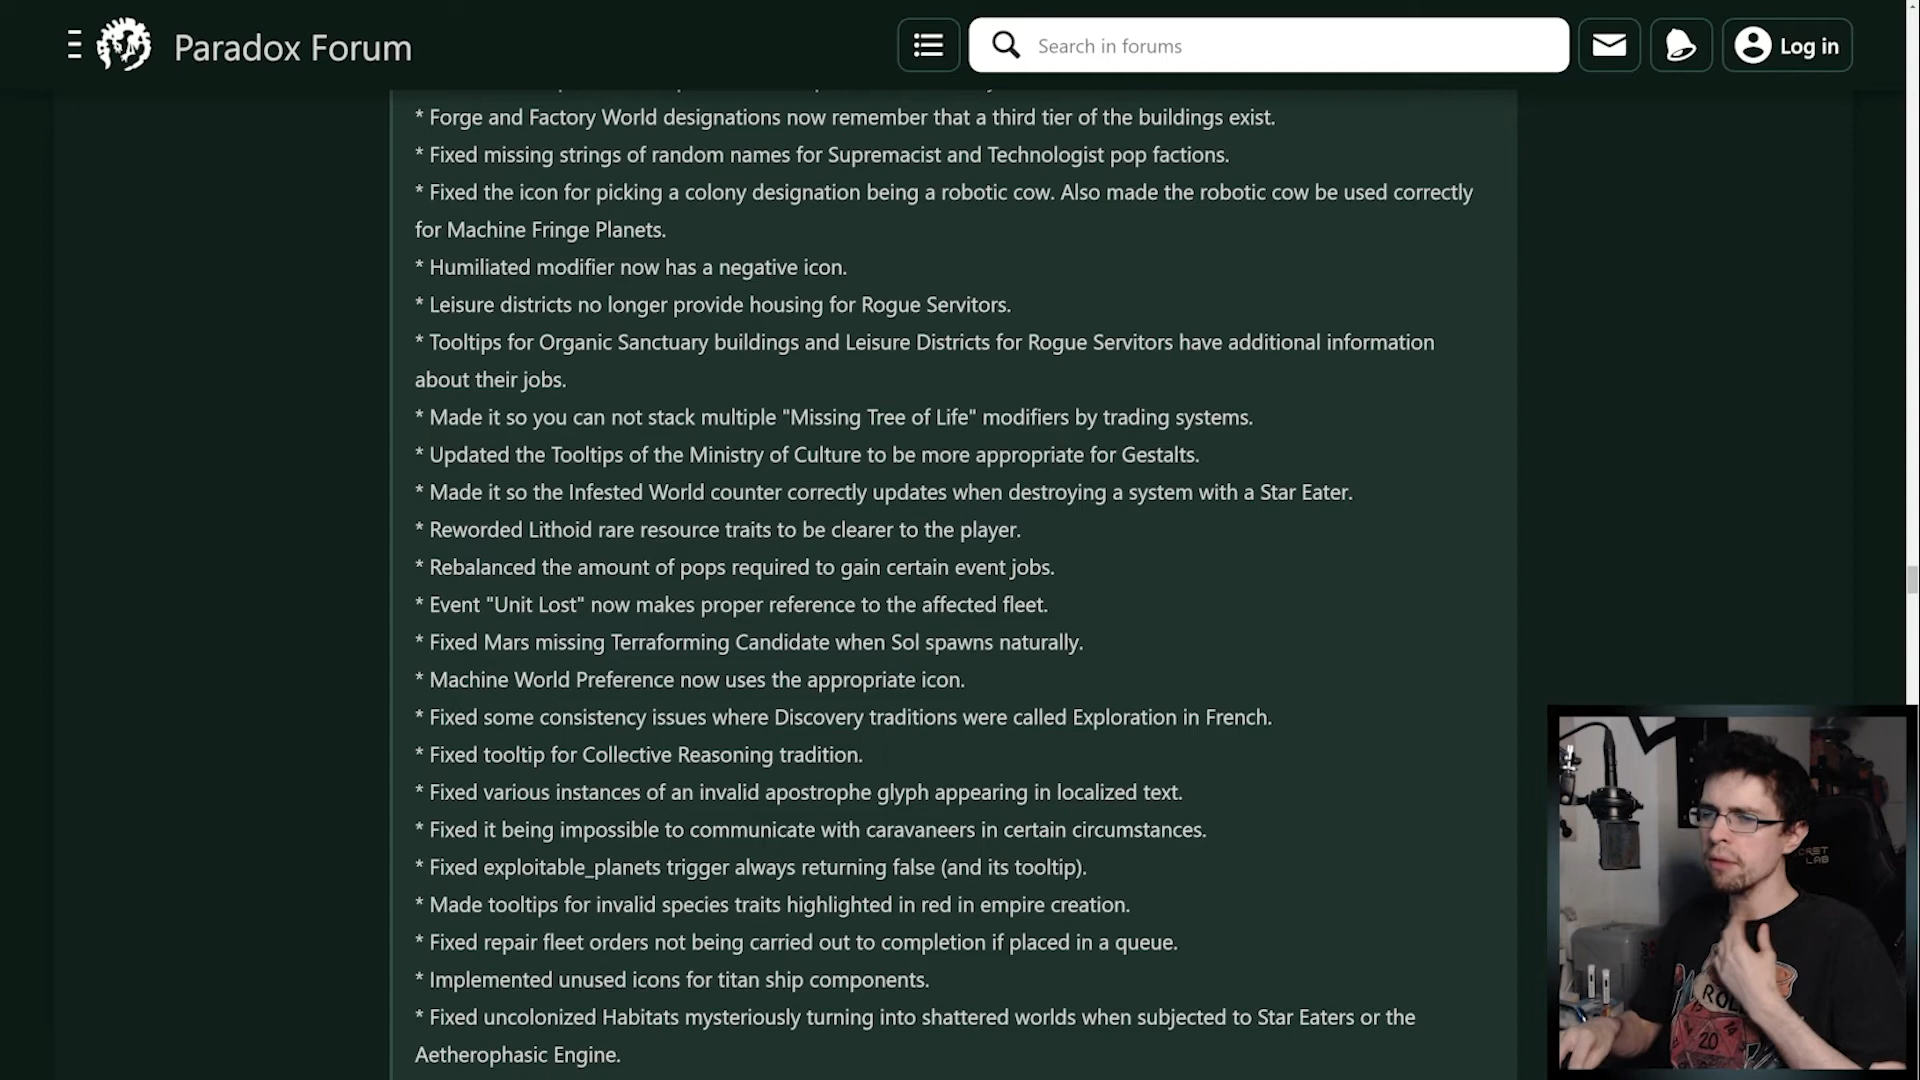 Paradox Forum
Search in forums
Log in
* Forge and Factory World designations now remember that a third tier of the buildings exist.
* Fixed missing strings of random names for Supremacist and Technologist pop factions.
* Fixed the icon for picking a colony designation being a robotic cow. Also made the robotic cow be used correctly
for Machine Fringe Planets.
* Humiliated modifier now has a negative icon.
* Leisure districts no longer provide housing for Rogue Servitors.
* Tooltips for Organic Sanctuary buildings and Leisure Districts for Rogue Servitors have additional information
about their jobs.
* Made it so you can not stack multiple "Missing Tree of Life" modifiers by trading systems.
* Updated the Tooltips of the Ministry of Culture to be more appropriate for Gestalts.
* Made it so the Infested World counter correctly updates when destroying a system with a Star Eater.
* Reworded Lithoid rare resource traits to be clearer to the player.
* Rebalanced the amount of pops required to gain certain event jobs.
* Event "Unit Lost" now makes proper reference to the affected fleet.
* Fixed Mars missing Terraforming Candidate when Sol spawns naturally.
* Machine World Preference now uses the appropriate icon.
* Fixed some consistency issues where Discovery traditions were called Exploration in French.
* Fixed tooltip for Collective Reasoning tradition.
* Fixed various instances of an invalid apostrophe glyph appearing in localized text.
* Fixed it being impossible to communicate with caravaneers in certain circumstances.
* Fixed exploitable_planets trigger always returning false (and its tooltip).
* Made tooltips for invalid species traits highlighted in red in empire creation.
* Fixed repair fleet orders not being carried out to completion if placed in a queue.
* Implemented unused icons for titan ship components.
* Fixed uncolonized Habitats mysteriously turning into shattered worlds when subjected to Star Eaters or the
Aetherophasic Engine.
LAB
20